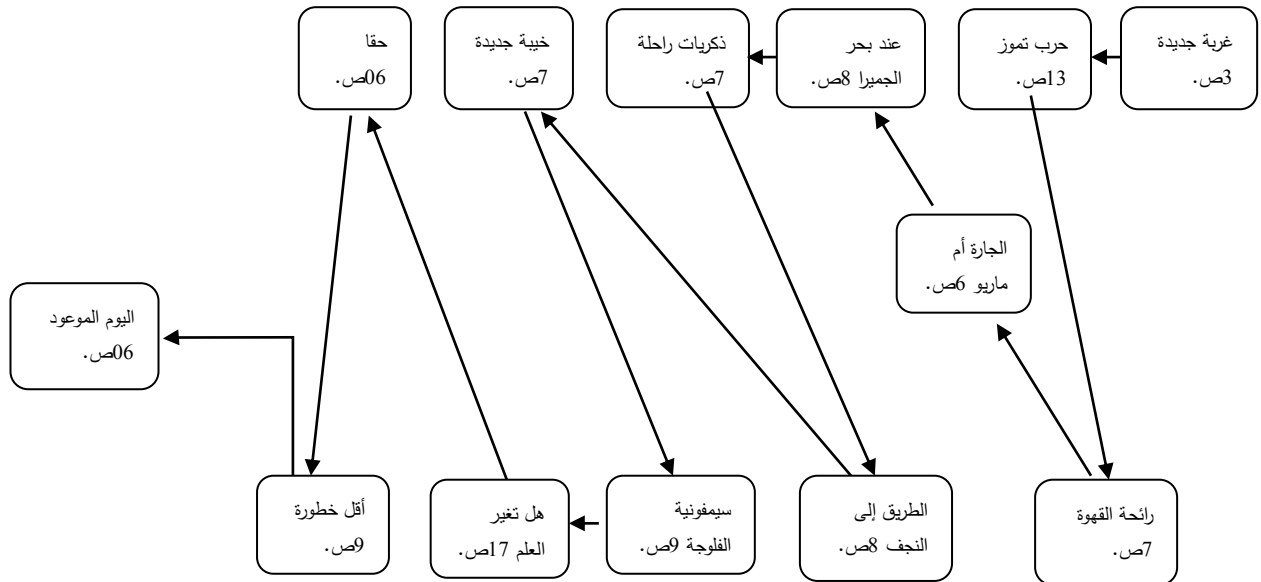 غربة جديدة
3ص.
حرب تموز
13ص.
عند بحر
الجميرا 8ص.
ذكريات راحلة
7ص.
خيبة جديدة
7ص.
حقا
06ص.
الجارة أم
ماريو 6ص.
اليوم الموعود
06ص.
رائحة القهوة
7ص.
الطريق إلى
النجف 8ص.
سيمفونية
الفلوجة 9ص.
هل تغير
العلم 17ص.
أقل خطورة
9ص.